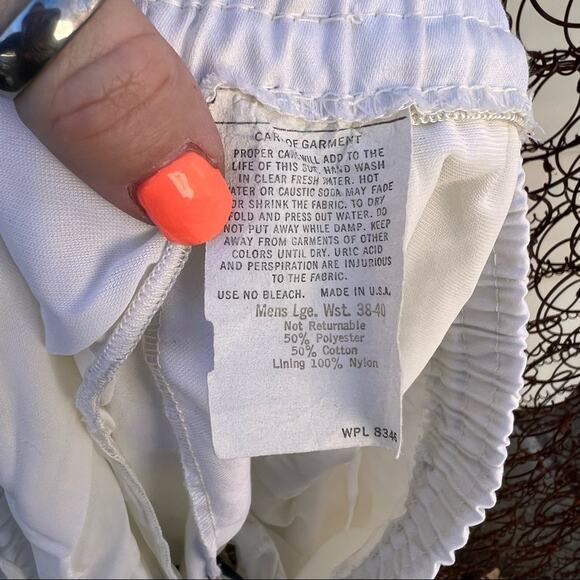 CARE OF GARMENT
PROPER CARE WILL ADD TO THE
LIFE OF THIS SUIT. HAND WASH
IN CLEAR FRESH WATER. HOT
WATER OR CAUSTIC SODA MAY FADE
OR SHRINK THE FABRIC. TO DRY
FOLD AND PRESS OUT WATER. DO
NOT PUT AWAY WHILE DAMP. KEEP
AWAY FROM GARMENTS OF OTHER
COLORS UNTIL DRY. URIC ACID
AND PERSPIRATION ARE INJURIOUS
TO THE FABRIC.
USE NO BLEACH. MADE IN U.S.A.
Mens Lge. Wst. 38-40
Not Returnable
50% Polyester
50% Cotton
Lining 100% Nylon
WPL 8346